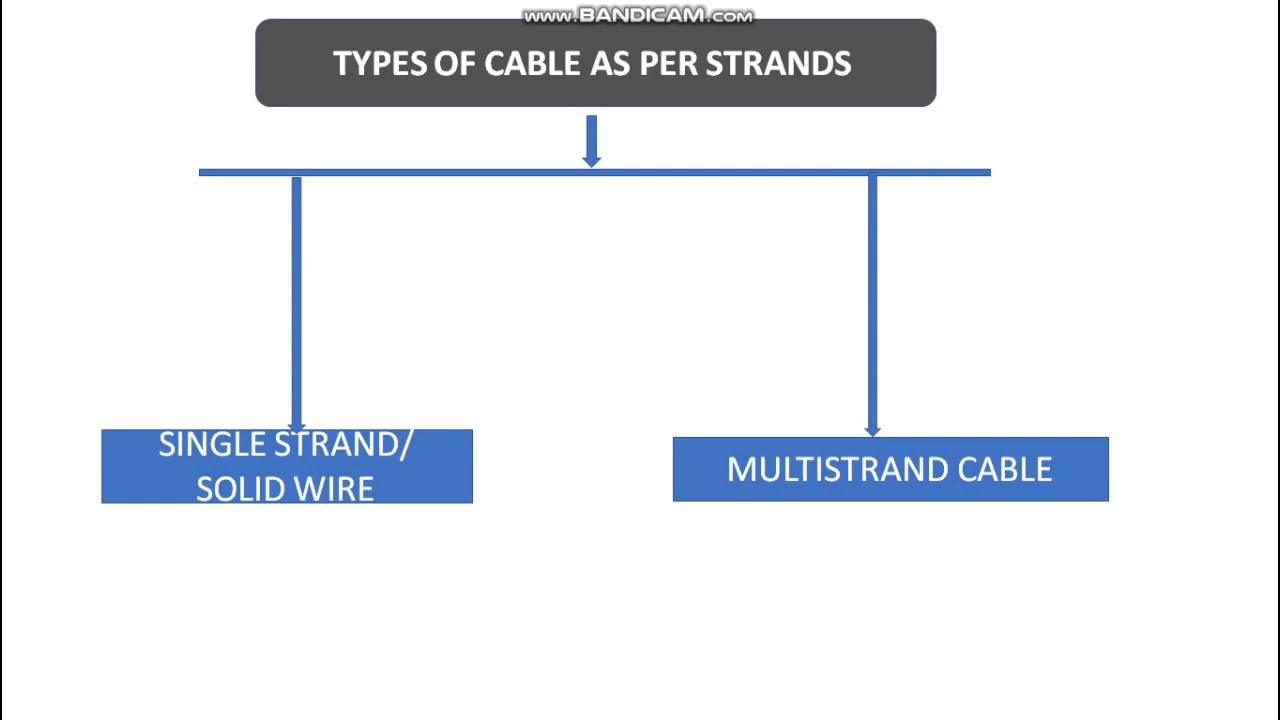 www.BANDICAM.com
TYPES OF CABLE AS PER STRANDS
SINGLE STRAND/
SOLID WIRE
MULTISTRAND CABLE